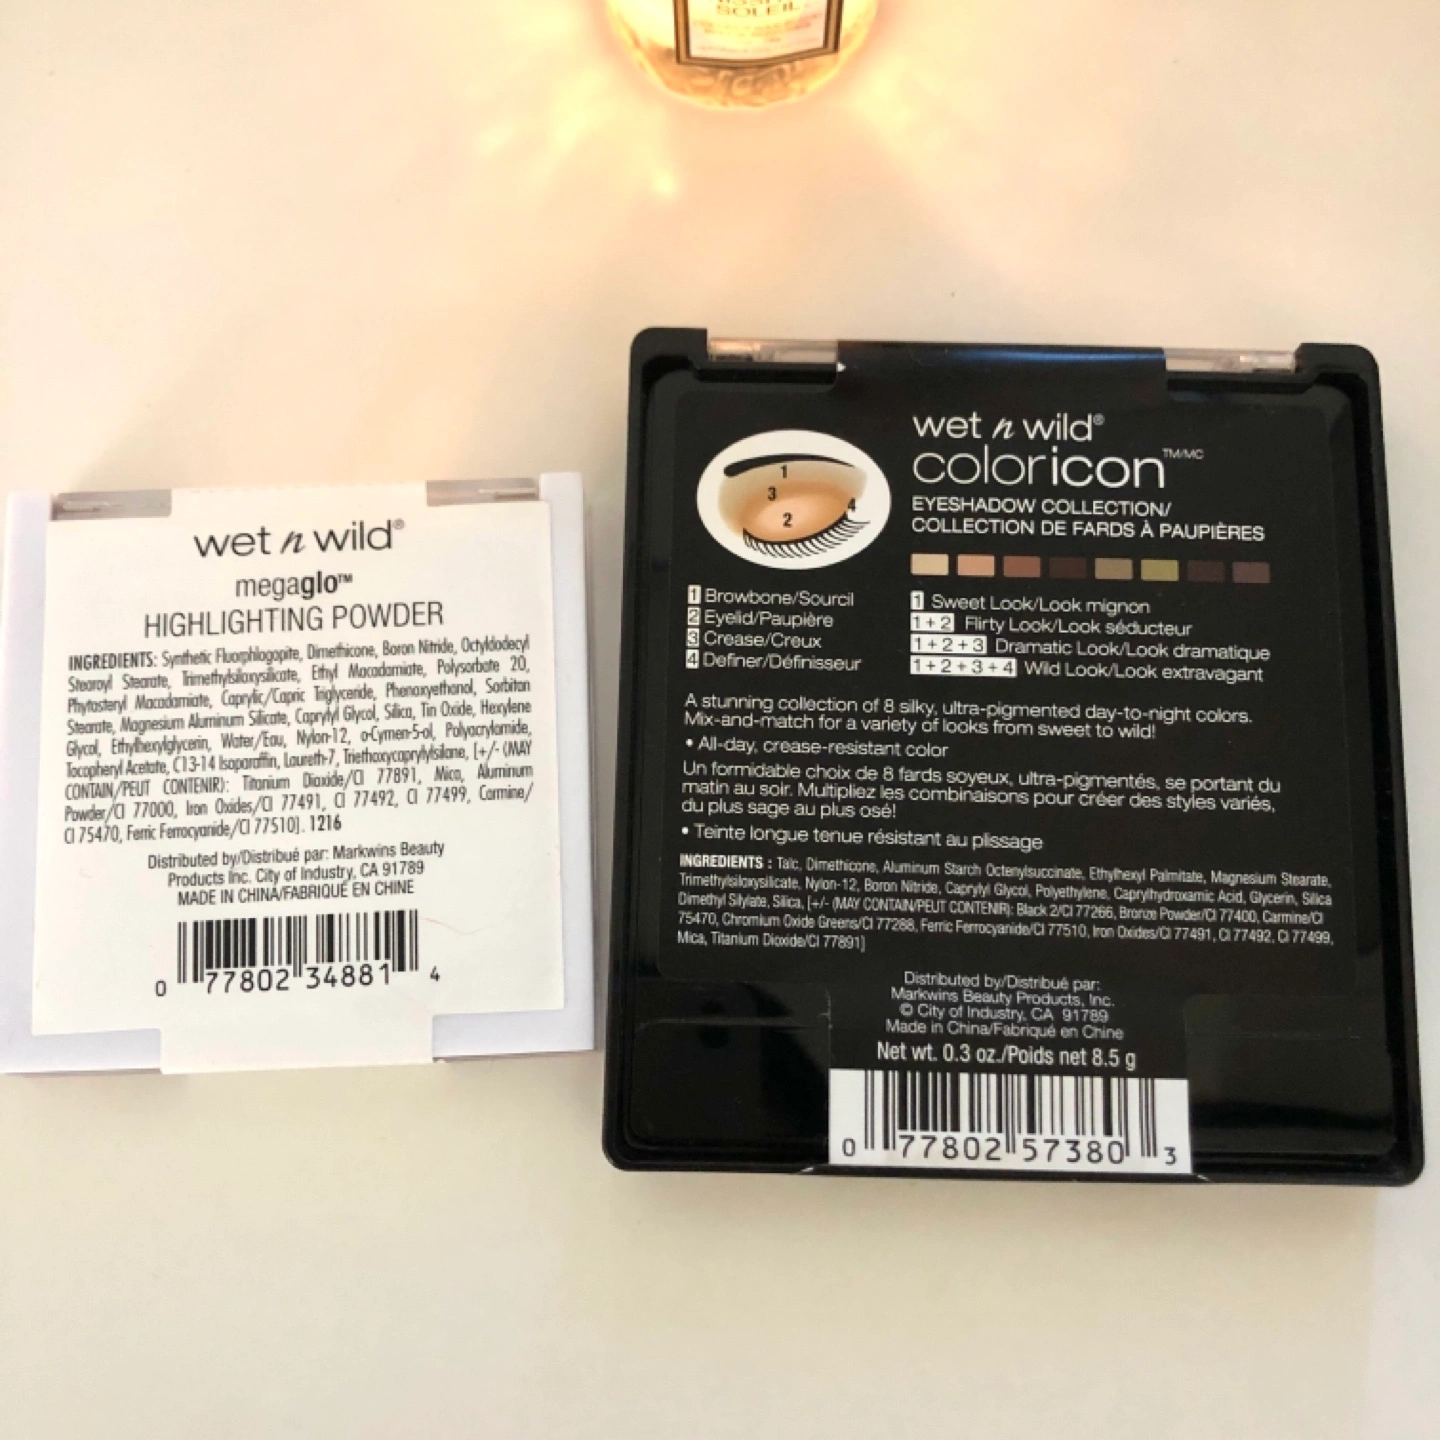 SOLEIL
wet n wild®
megaglo™
HIGHLIGHTING POWDER
INGREDIENTS: Synthetic Fluorphlogopite, Dimethicone, Boron Nitride, Octyldodecyl
Stearoyl Stearate, Trimethylsiloxysilicate, Ethyl Macadamiate, Polysorbate 20,
Phytosteryl Macadamiate, Caprylic/Capric Triglyceride, Phenoxyethanol, Sorbitan
Stearate, Magnesium Aluminum Silicate, Caprylyl Glycol, Silica, Tin Oxide, Hexylene
Glycol, Ethylhexylglycerin, Water/Eau, Nylon-12, o-Cymen-5-ol, Polyacrylamide,
Tocopheryl Acetate, C13-14 Isoparaffin, Laureth-7, Triethoxycaprylylsilane, [+/- (MAY
CONTAIN/PEUT CONTENIR): Titanium Dioxide/CI 77891, Mica, Aluminum
Powder/CI 77000, Iron Oxides/CI 77491, CI 77492, CI 77499, Carmine/
CI 75470, Ferric Ferrocyanide/CI 77510]. 1216
Distributed by/Distribué par: Markwins Beauty
Products Inc. City of Industry, CA 91789
MADE IN CHINA/FABRIQUÉ EN CHINE
0 77802 34881 4
wet n wild®
coloricon™/MC
EYESHADOW COLLECTION/
COLLECTION DE FARDS À PAUPIÈRES
1
3
2
4
1 Browbone/Sourcil
2 Eyelid/Paupière
3 Crease/Creux
4 Definer/Définisseur
1 Sweet Look/Look mignon
1 + 2 Flirty Look/Look séducteur
1 + 2 + 3 Dramatic Look/Look dramatique
1 + 2 + 3 + 4 Wild Look/Look extravagant
A stunning collection of 8 silky, ultra-pigmented day-to-night colors.
Mix-and-match for a variety of looks from sweet to wild!
• All-day, crease-resistant color
Un formidable choix de 8 fards soyeux, ultra-pigmentés, se portant du
matin au soir. Multipliez les combinaisons pour créer des styles variés,
du plus sage au plus osé!
• Teinte longue tenue résistant au plissage
INGREDIENTS : Talc, Dimethicone, Aluminum Starch Octenylsuccinate, Ethylhexyl Palmitate, Magnesium Stearate,
Trimethylsiloxysilicate, Nylon-12, Boron Nitride, Caprylyl Glycol, Polyethylene, Caprylhydroxamic Acid, Glycerin, Silica
Dimethyl Silylate, Silica, [+/- (MAY CONTAIN/PEUT CONTENIR): Black 2/CI 77266, Bronze Powder/CI 77400, Carmine/CI
75470, Chromium Oxide Greens/CI 77288, Ferric Ferrocyanide/CI 77510, Iron Oxides/CI 77491, CI 77492, CI 77499,
Mica, Titanium Dioxide/CI 77891]
Distributed by/Distribué par:
Markwins Beauty Products, Inc.
© City of Industry, CA 91789
Made in China/Fabriqué en Chine
Net wt. 0.3 oz./Poids net 8.5 g
0 77802 57380 3